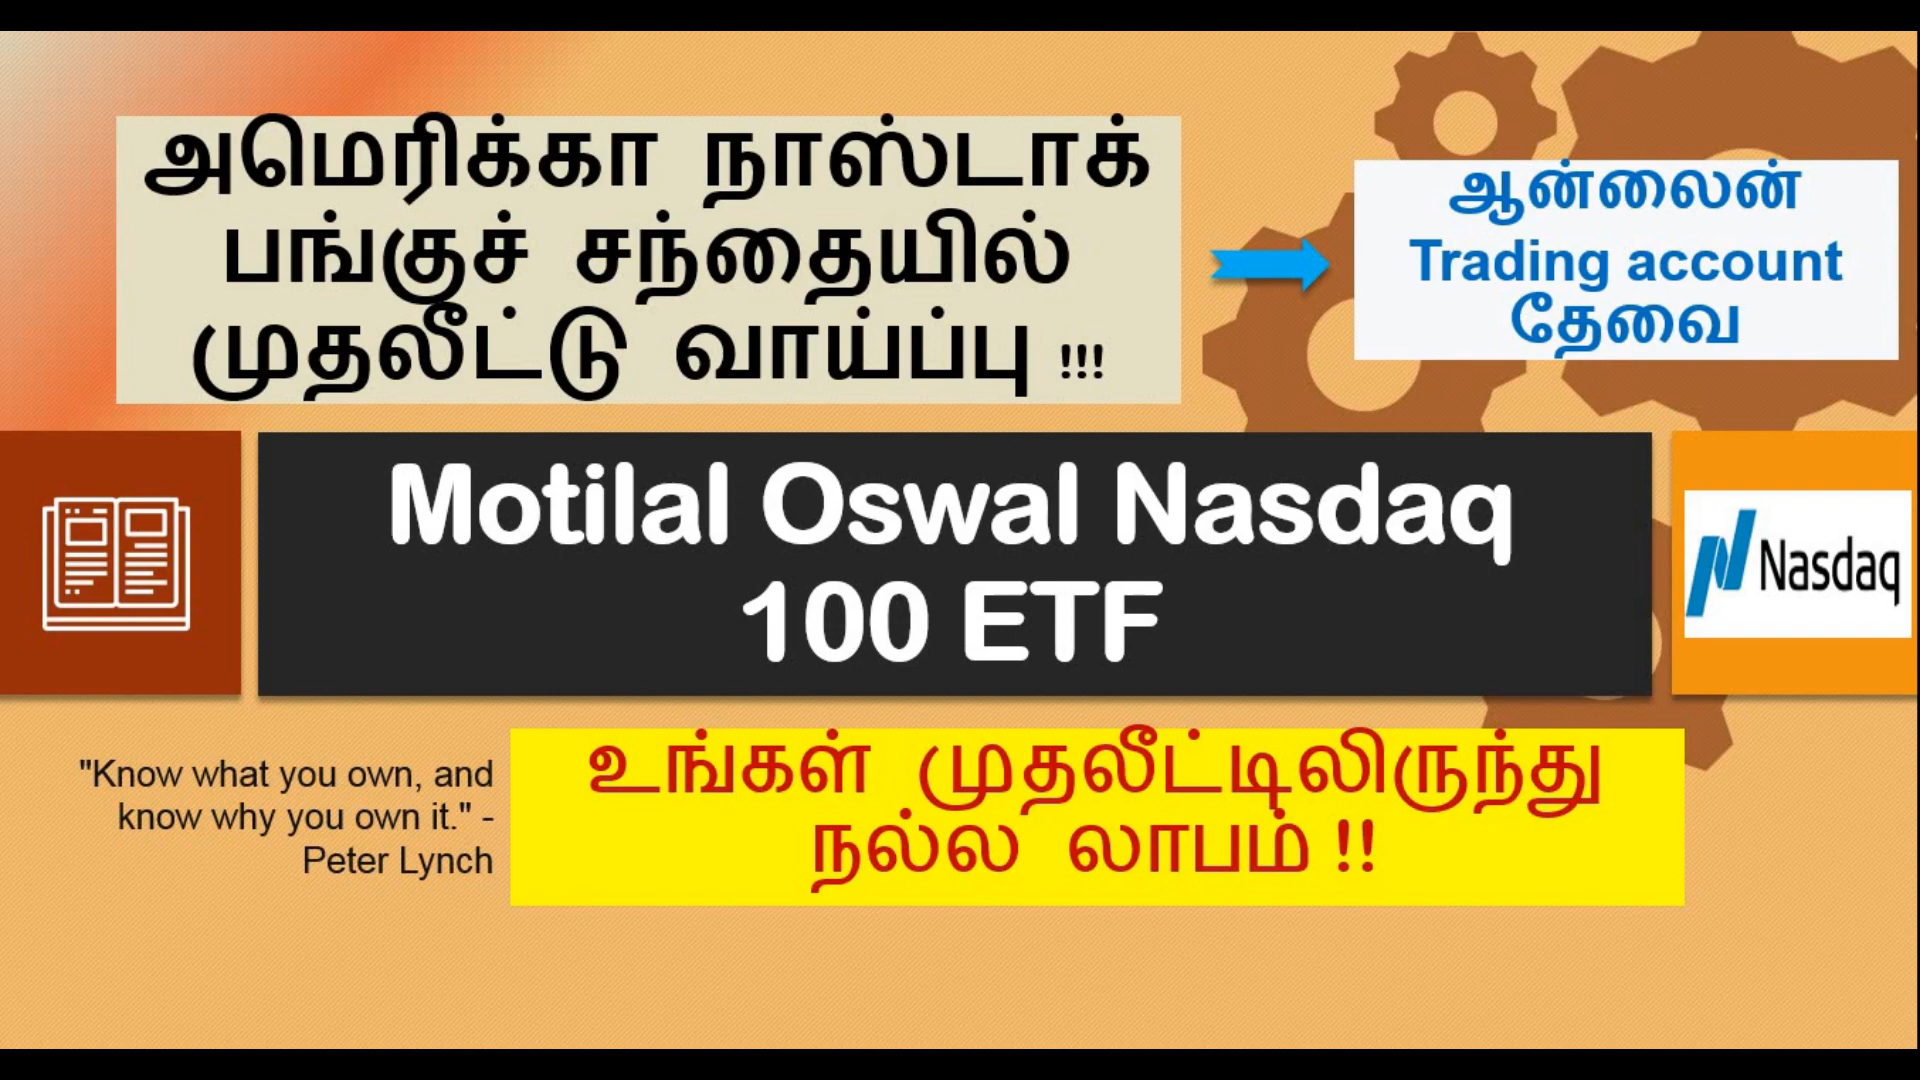 அமெரிக்கா நாஸ்டாக்
பங்குச் சந்தையில்
முதலீட்டு வாய்ப்பு !!!
ஆன்லைன்
Trading account
தேவை
Motilal Oswal Nasdaq
100 ETF
Nasdaq
"Know what you own, and
know why you own it." -
Peter Lynch
உங்கள் முதலீட்டிலிருந்து
நல்ல லாபம் !!